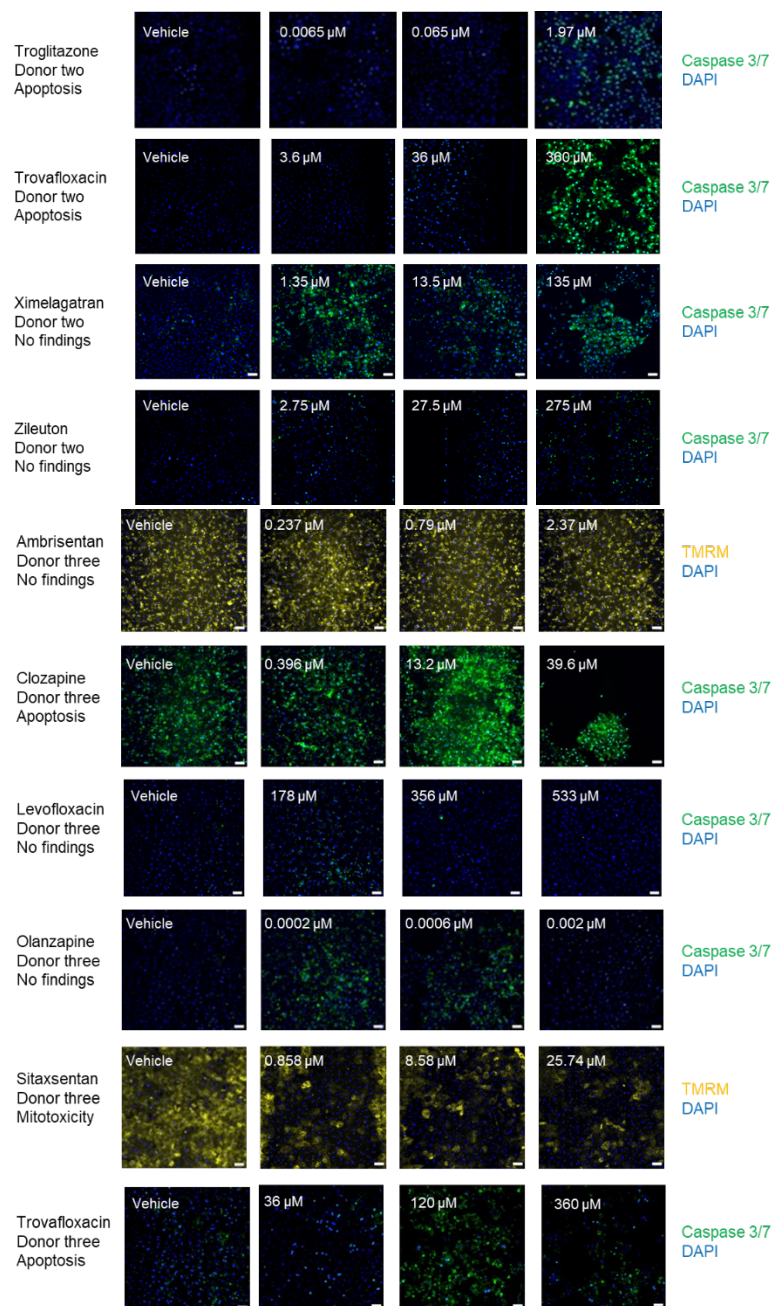 Troglitazone
Donor two
Apoptosis
Vehicle
0.0065 µM
0.065 µM
1.97 µM
Caspase 3/7
DAPI
Trovafloxacin
Donor two
Apoptosis
Vehicle
3.6 µM
36 µM
360 µM
Caspase 3/7
DAPI
Ximelagatran
Donor two
No findings
Vehicle
1.35 µM
13.5 µM
135 µM
Caspase 3/7
DAPI
Zileuton
Donor two
No findings
Vehicle
2.75 µM
27.5 µM
275 µM
Caspase 3/7
DAPI
Ambrisentan
Donor three
No findings
Vehicle
0.237 µM
0.79 µM
2.37 µM
TMRM
DAPI
Clozapine
Donor three
Apoptosis
Vehicle
0.396 µM
13.2 µM
39.6 µM
Caspase 3/7
DAPI
Levofloxacin
Donor three
No findings
Vehicle
178 µM
356 µM
533 µM
Caspase 3/7
DAPI
Olanzapine
Donor three
No findings
Vehicle
0.0002 µM
0.0006 µM
0.002 µM
Caspase 3/7
DAPI
Sitaxsentan
Donor three
Mitotoxicity
Vehicle
0.858 µM
8.58 µM
25.74 µM
TMRM
DAPI
Trovafloxacin
Donor three
Apoptosis
Vehicle
36 µM
120 µM
360 µM
Caspase 3/7
DAPI